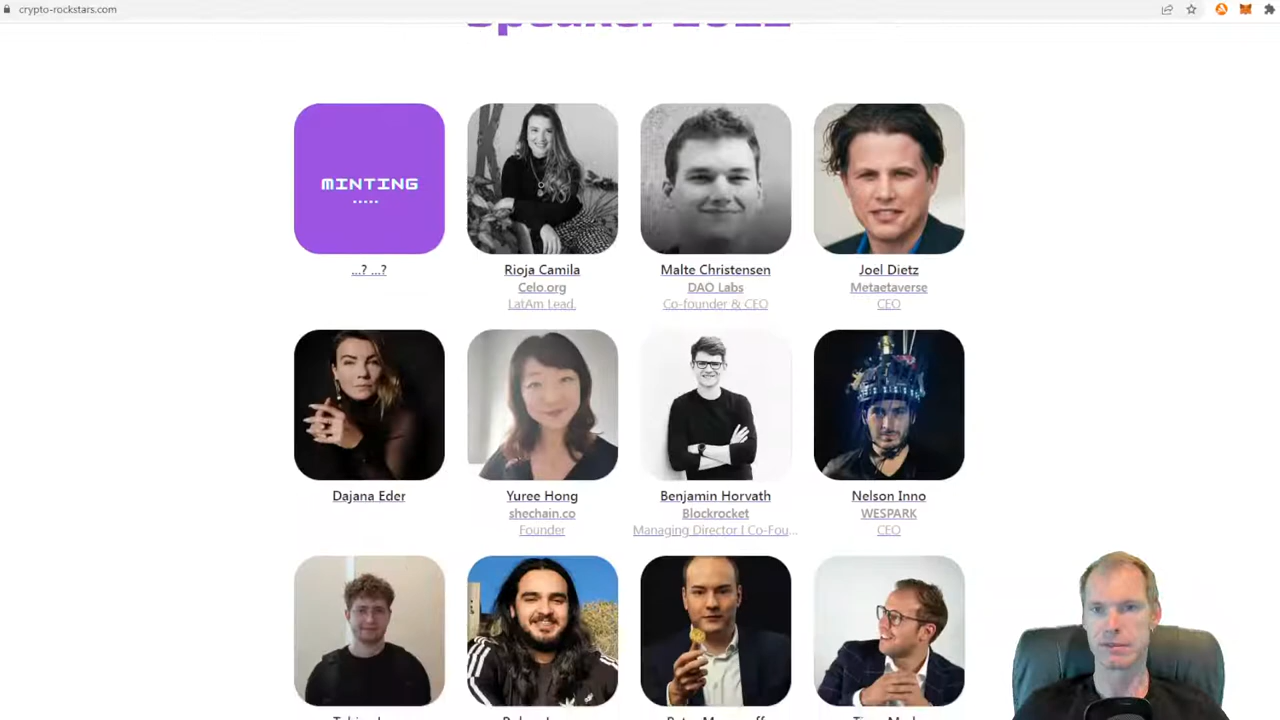 crypto-rockstars.com
Speaker 2022
MINTING
.....
...? ...?
Rioja Camila
Celo.org
LatAm Lead.
Malte Christensen
DAO Labs
Co-founder & CEO
Joel Dietz
Metaetaverse
CEO
Dajana Eder
Yuree Hong
shechain.co
Founder
Benjamin Horvath
Blockrocket
Managing Director I Co-Fou...
Nelson Inno
WESPARK
CEO